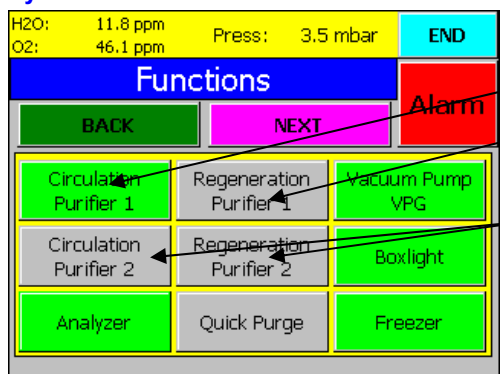 H2O: 11.8 ppm Press: 3.5 mbar END
O2: 46.1 ppm
Functions
Alarm
BACK NEXT
Circulation Regeneration Vacuum Pump
Purifier 1 Purifier 1 VPG
Circulation Regeneration Boxlight
Purifier 2 Purifier 2
Analyzer Quick Purge Freezer